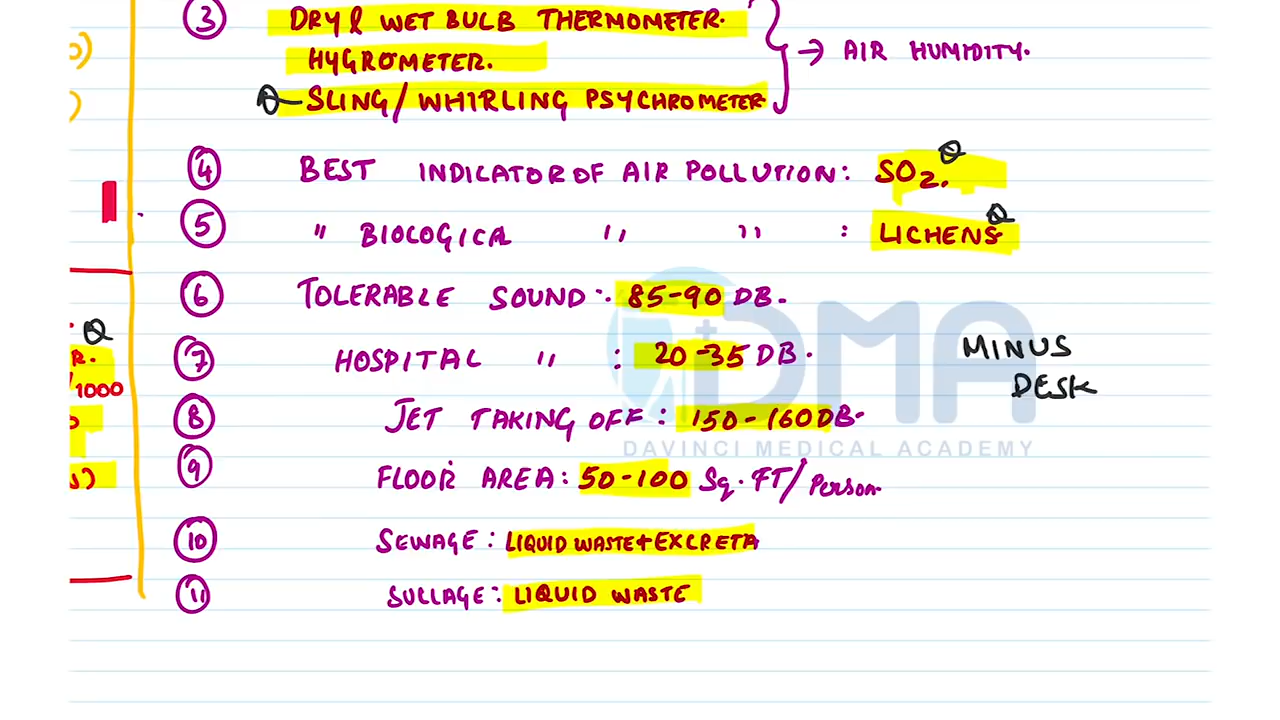 ③ DRY & WET BULB THERMOMETER.
HYGROMETER.
Q SLING/WHIRLING PSYCHROMETER
→ AIR HUMIDITY.
④ BEST INDICATOR OF AIR POLLUTION: SO2. Q
⑤ " BIOLOGICAL " " : LICHENS Q
⑥ TOLERABLE SOUND: 85-90 DB.
⑦ HOSPITAL " : 20-35 DB.
⑧ JET TAKING OFF: 150-160DB.
⑨ FLOOR AREA: 50-100 Sq. FT/Person
⑩ SEWAGE: LIQUID WASTE+EXCRETA
⑪ SULLAGE: LIQUID WASTE
MINUS
DESK
Q
R.
/1000
S)
DMA
DAVINCI MEDICAL ACADEMY